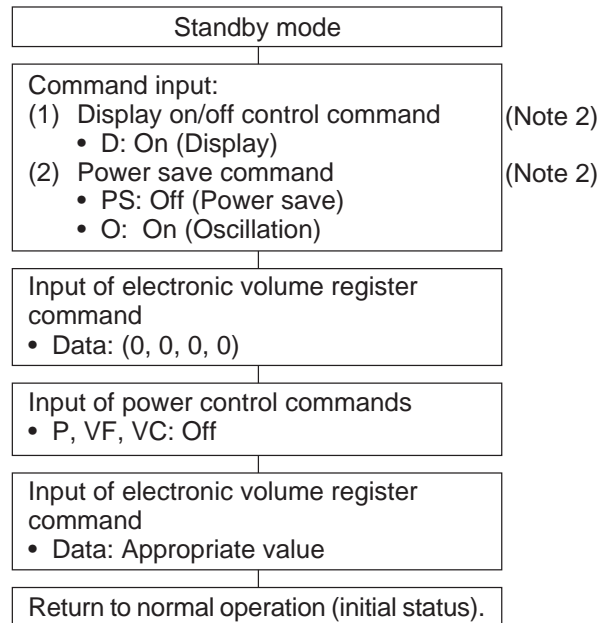 Standby mode
Command input:
(1) Display on/off control command (Note 2)
• D: On (Display)
(2) Power save command (Note 2)
• PS: Off (Power save)
• O: On (Oscillation)
Input of electronic volume register
command
• Data: (0, 0, 0, 0)
Input of power control commands
• P, VF, VC: Off
Input of electronic volume register
command
• Data: Appropriate value
Return to normal operation (initial status).